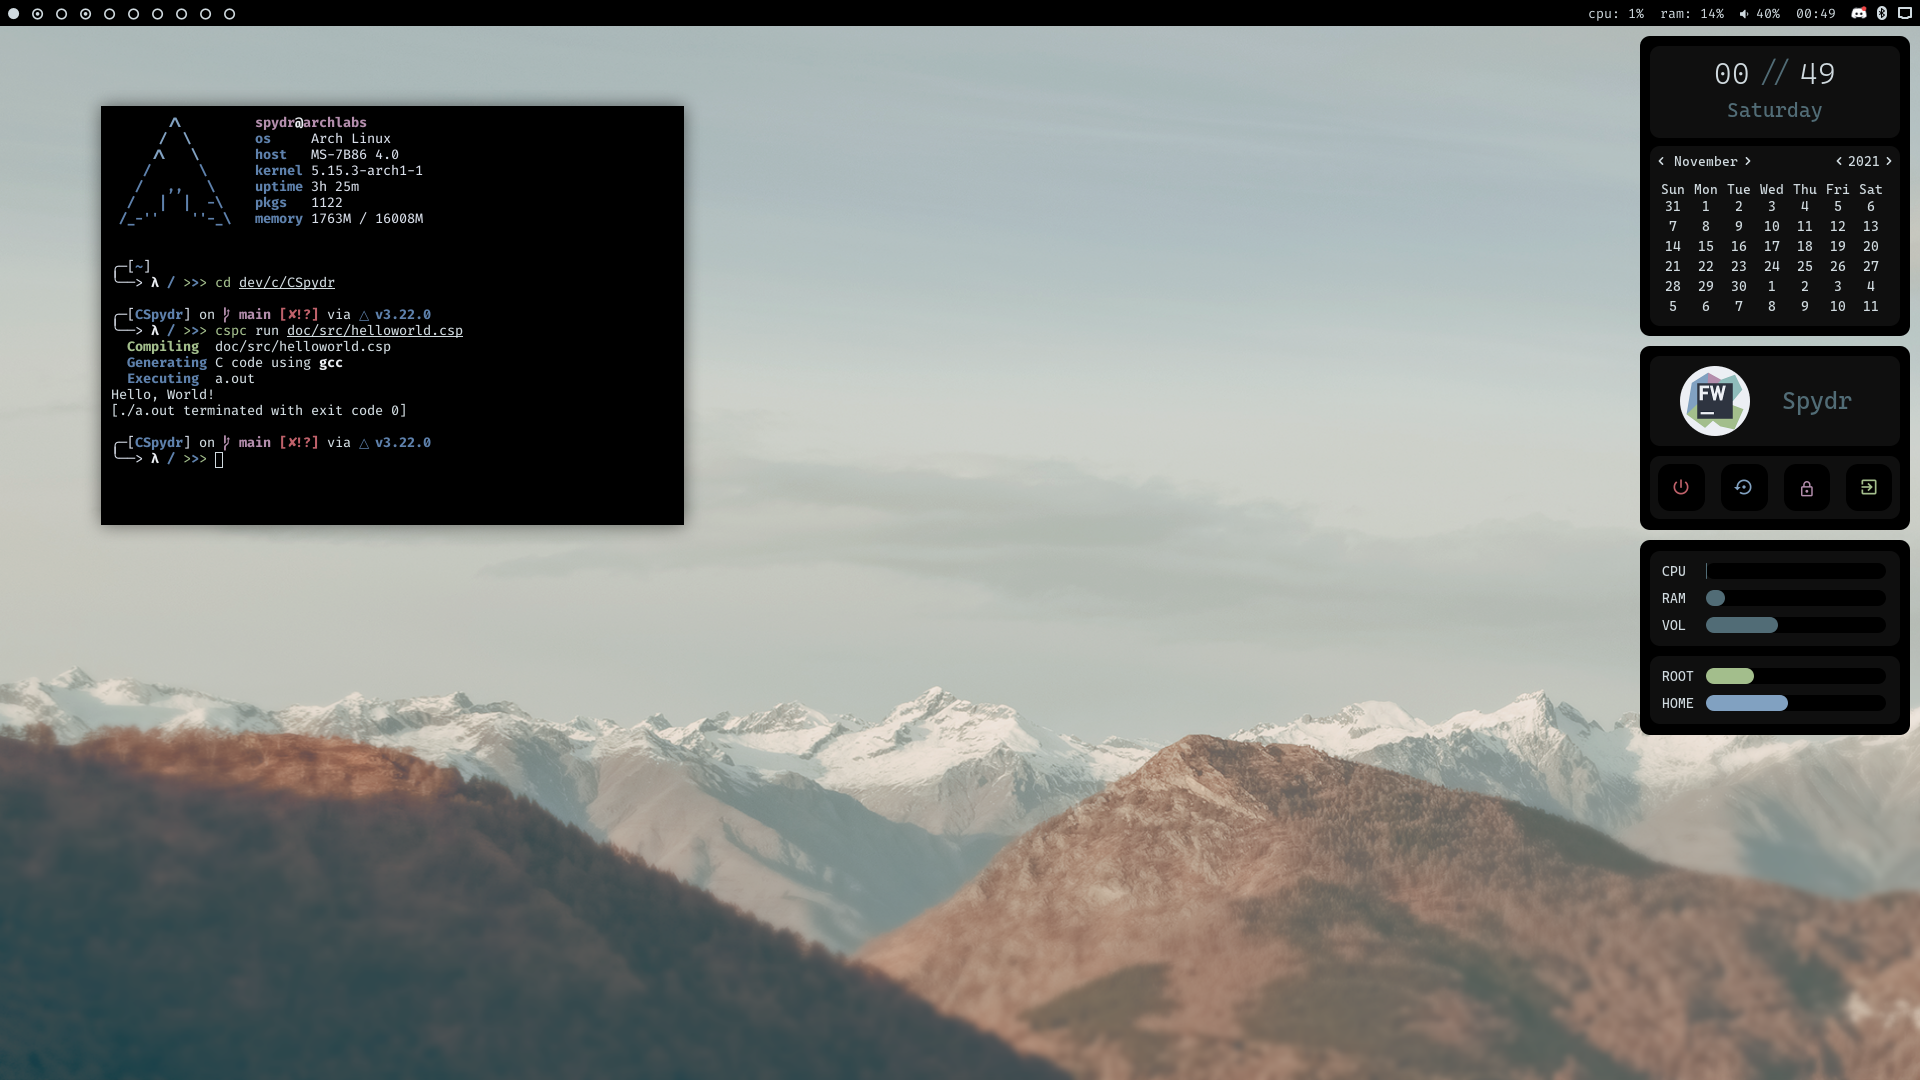 cpu: 1% ram: 14% 40% 00:49
spydr@archlabs
os Arch Linux
host MS-7B86 4.0
kernel 5.15.3-arch1-1
uptime 3h 25m
pkgs 1122
memory 1763M / 16008M
[~]
λ / >>> cd dev/c/CSpydr
[CSpydr] on main [✘!?] via △ v3.22.0
λ / >>> cspc run doc/src/helloworld.csp
Compiling doc/src/helloworld.csp
Generating C code using gcc
Executing a.out
Hello, World!
[./a.out terminated with exit code 0]
[CSpydr] on main [✘!?] via △ v3.22.0
λ / >>>
00 // 49
Saturday
< November > < 2021 >
Sun Mon Tue Wed Thu Fri Sat
31 1 2 3 4 5 6
7 8 9 10 11 12 13
14 15 16 17 18 19 20
21 22 23 24 25 26 27
28 29 30 1 2 3 4
5 6 7 8 9 10 11
FW Spydr
CPU
RAM
VOL
ROOT
HOME